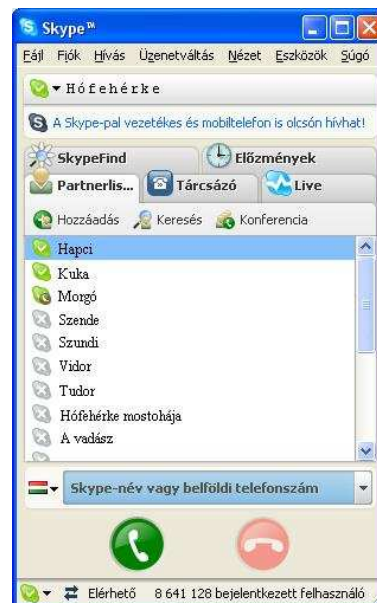 Skype™
Fájl Fiók Hívás Üzenetváltás Nézet Eszközök Súgó
Hófehérke
A Skype-pal vezetékes és mobiltelefon is olcsón hívhat!
SkypeFind Előzmények
Partnerlis... Tárcsázó Live
Hozzáadás Keresés Konferencia
Hapci
Kuka
Morgó
Szende
Szundi
Vidor
Tudor
Hófehérke mostohája
A vadász
Skype-név vagy belföldi telefonszám
Elérhető 8 641 128 bejelentkezett felhasználó